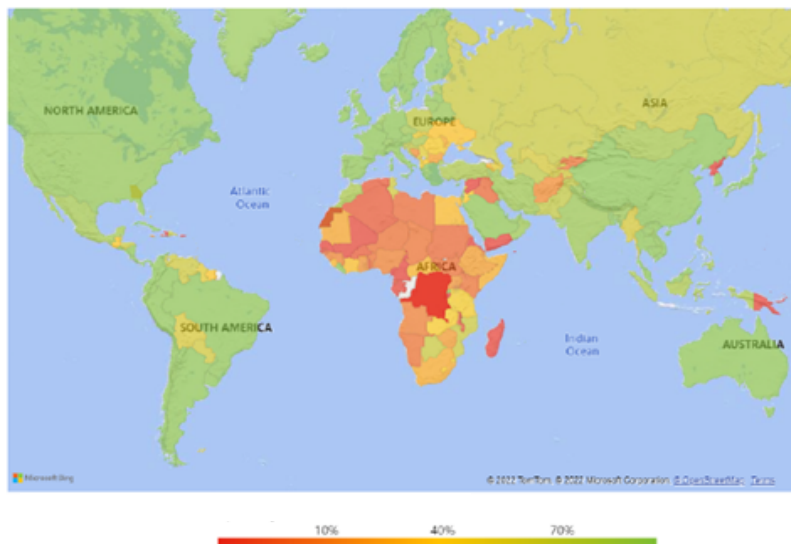 NORTH AMERICA
EUROPE
ASIA
Atlantic
Ocean
AFRICA
SOUTH AMERICA
Indian
Ocean
AUSTRALIA
Microsoft Bing
© 2022 TomTom, © 2022 Microsoft Corporation, © OpenStreetMap Terms
10% 40% 70%